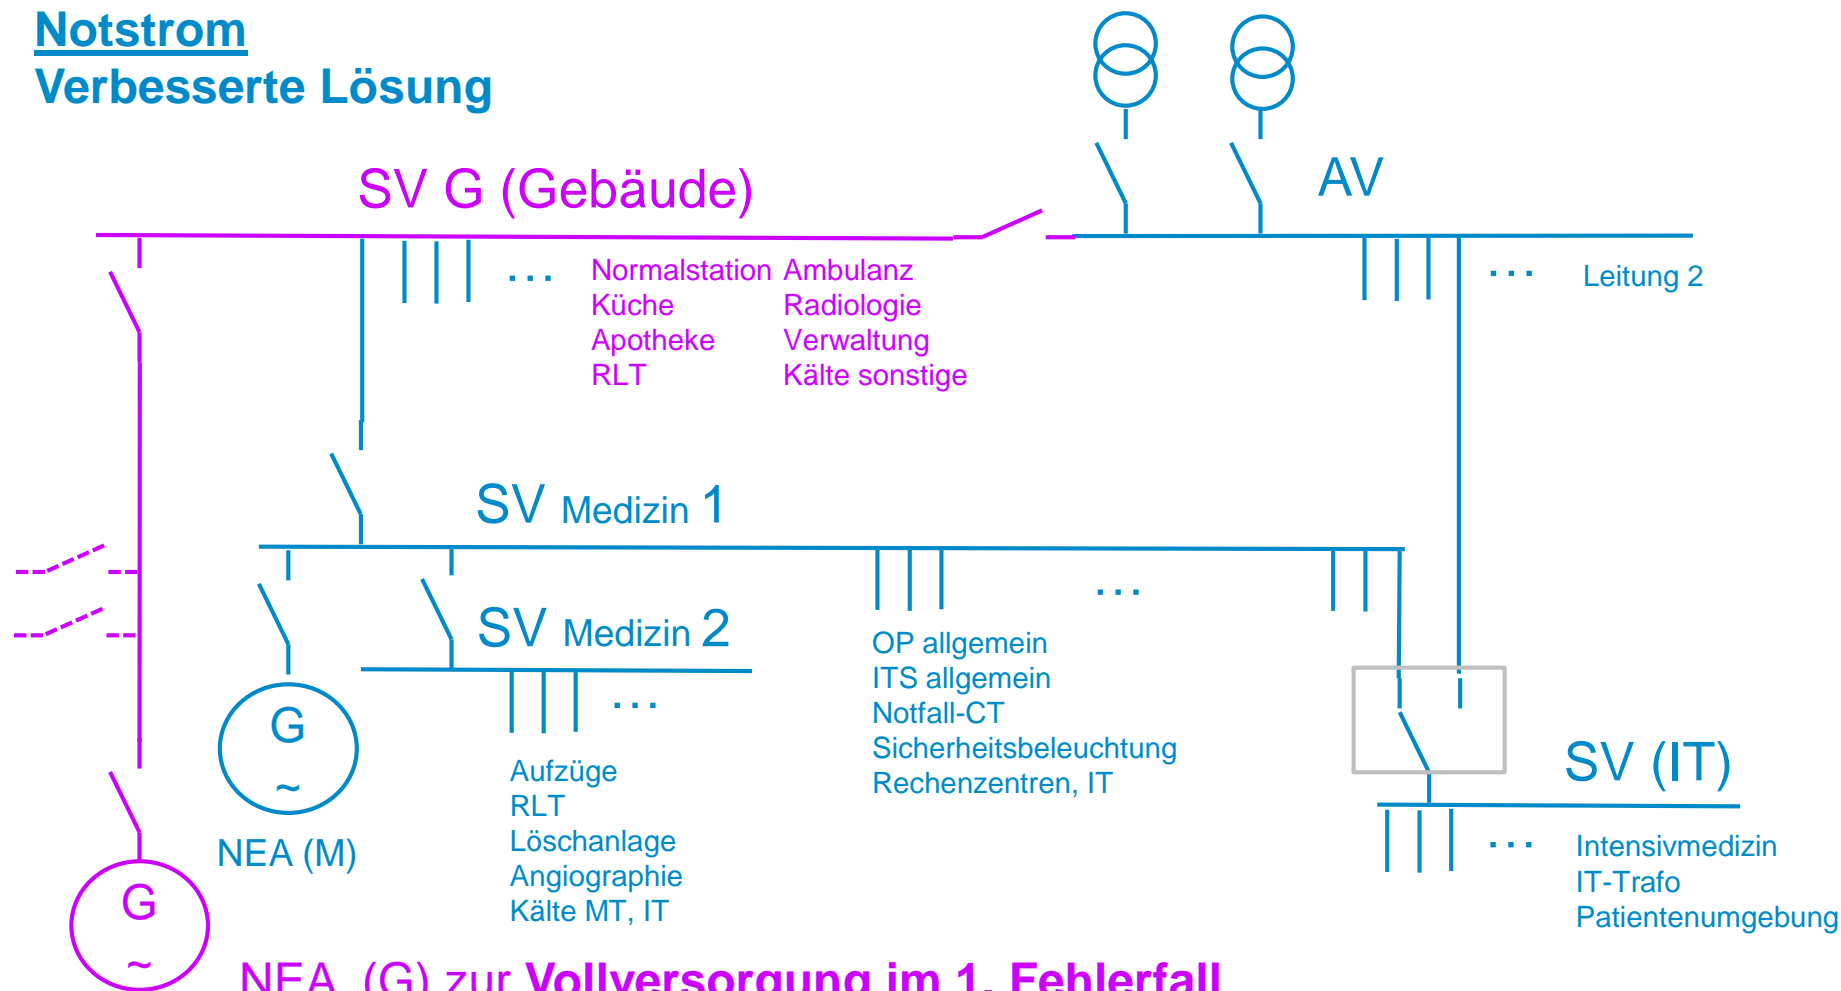 Notstrom
Verbesserte Lösung
SV G (Gebäude)
AV
Normalstation Ambulanz
Küche Radiologie
Apotheke Verwaltung
RLT Kälte sonstige
... Leitung 2
...
SV Medizin 1
SV Medizin 2
...
...
OP allgemein
ITS allgemein
Notfall-CT
Sicherheitsbeleuchtung
Rechenzentren, IT
G
~
NEA (M)
Aufzüge
RLT
Löschanlage
Angiographie
Kälte MT, IT
SV (IT)
... Intensivmedizin
IT-Trafo
Patientenumgebung
G
~
NEA (G) zur Vollversorgung im 1. Fehlerfall